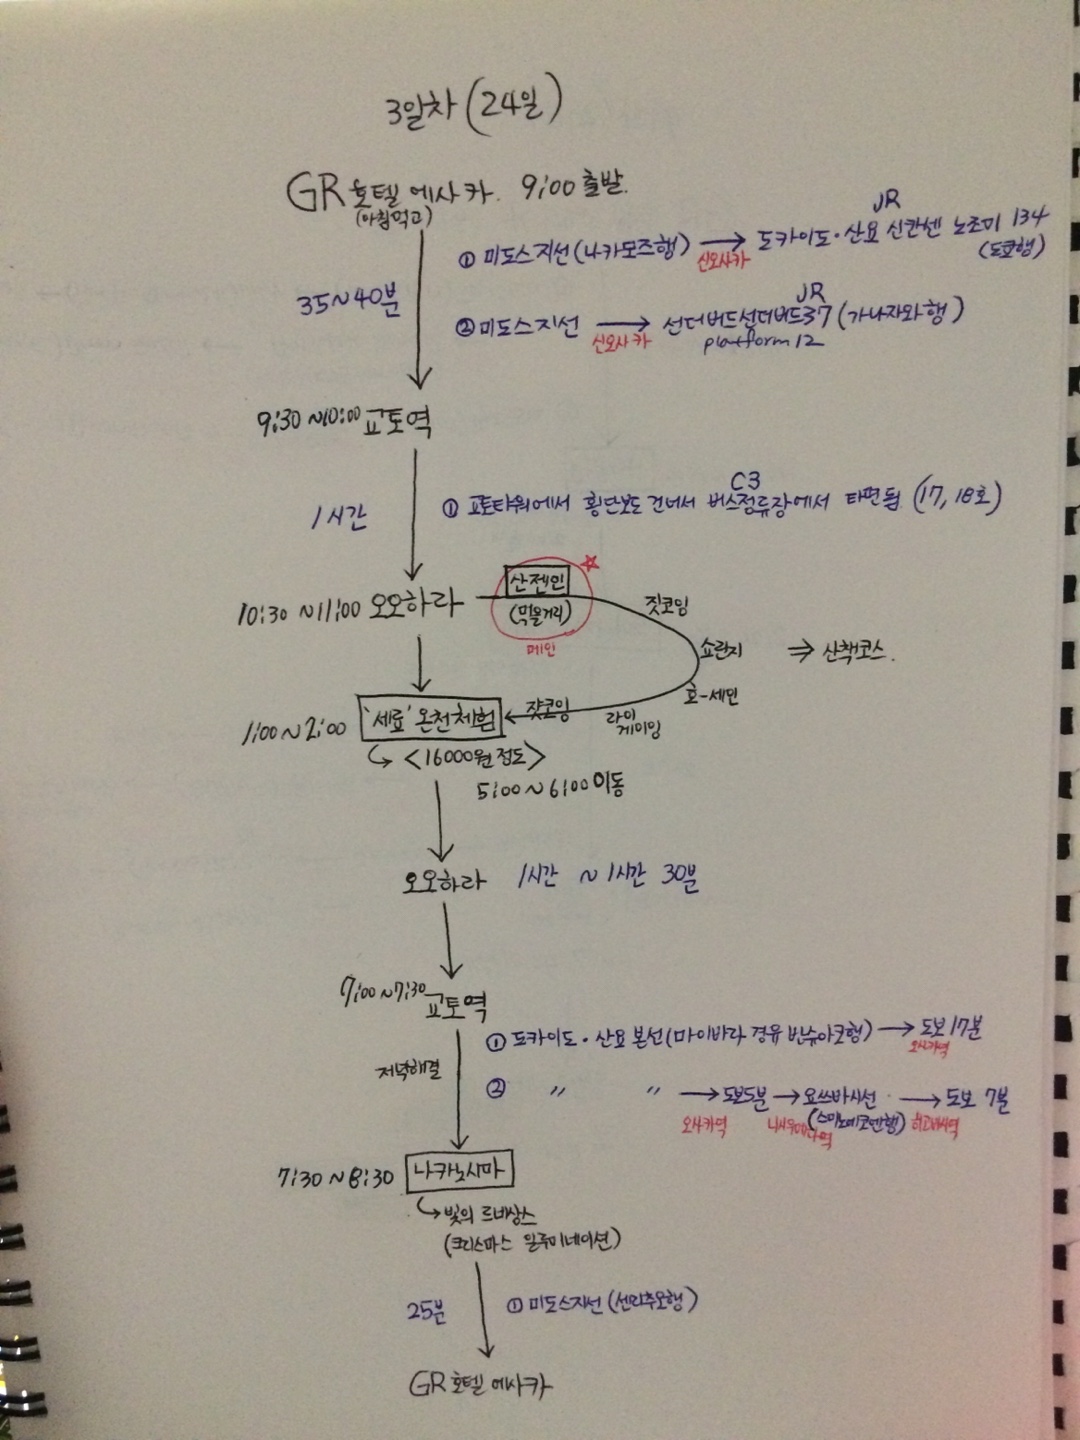 3일차 (24일)
GR 호텔 에사카. 9:00 출발.
(아침먹고)
35~40분
JR
① 미도스지선 (나카모즈행) → 도카이도·산요 신칸센 노조미 134
신오사카
(도쿄행)
JR
② 미도스지선 → 선더버드선더버드37 (가나자와행)
신오사카
platform 12
9:30 ~10:00 교토역
1시간
C3
① 교토타워에서 횡단보도 건너서 버스정류장에서 타면됨 (17, 18호)
10:30 ~11:00 오오하라
산젠인
(먹을거리)
메인
짓코잉
쇼란지
⇒ 산책코스.
호-세인
라이
게이잉
쟛코잉
1:00 ~ 2:00 '세료' 온천체험
<16000원 정도>
5:00 ~ 6:00 이동
오오하라 1시간 ~ 1시간 30분
7:00 ~7:30 교토역
저녁해결
① 도카이도·산요 본선 (마이바라 경유 반슈아코행) → 도보 17분
오사카역
② 〃 〃 → 도보5분 → 요쓰바시선 → 도보 7분
오사카역
(스미노에코엔행)
히고바시역
7:30 ~ 8:30 나카노시마
빛의 르네상스
(크리스마스 일루미네이션)
25분
① 미도스지선 (센리추오행)
GR 호텔 에사카